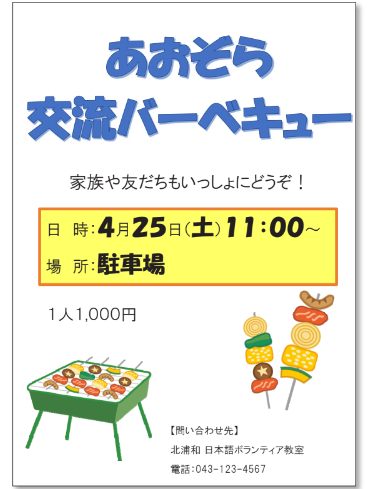 あおぞら
交流バーベキュー
家族や友だちもいっしょにどうぞ！
日　時：4月25日（土）11：00～
場　所：駐車場
1人1,000円
【問い合わせ先】
北浦和 日本語ボランティア教室
電話：043-123-4567